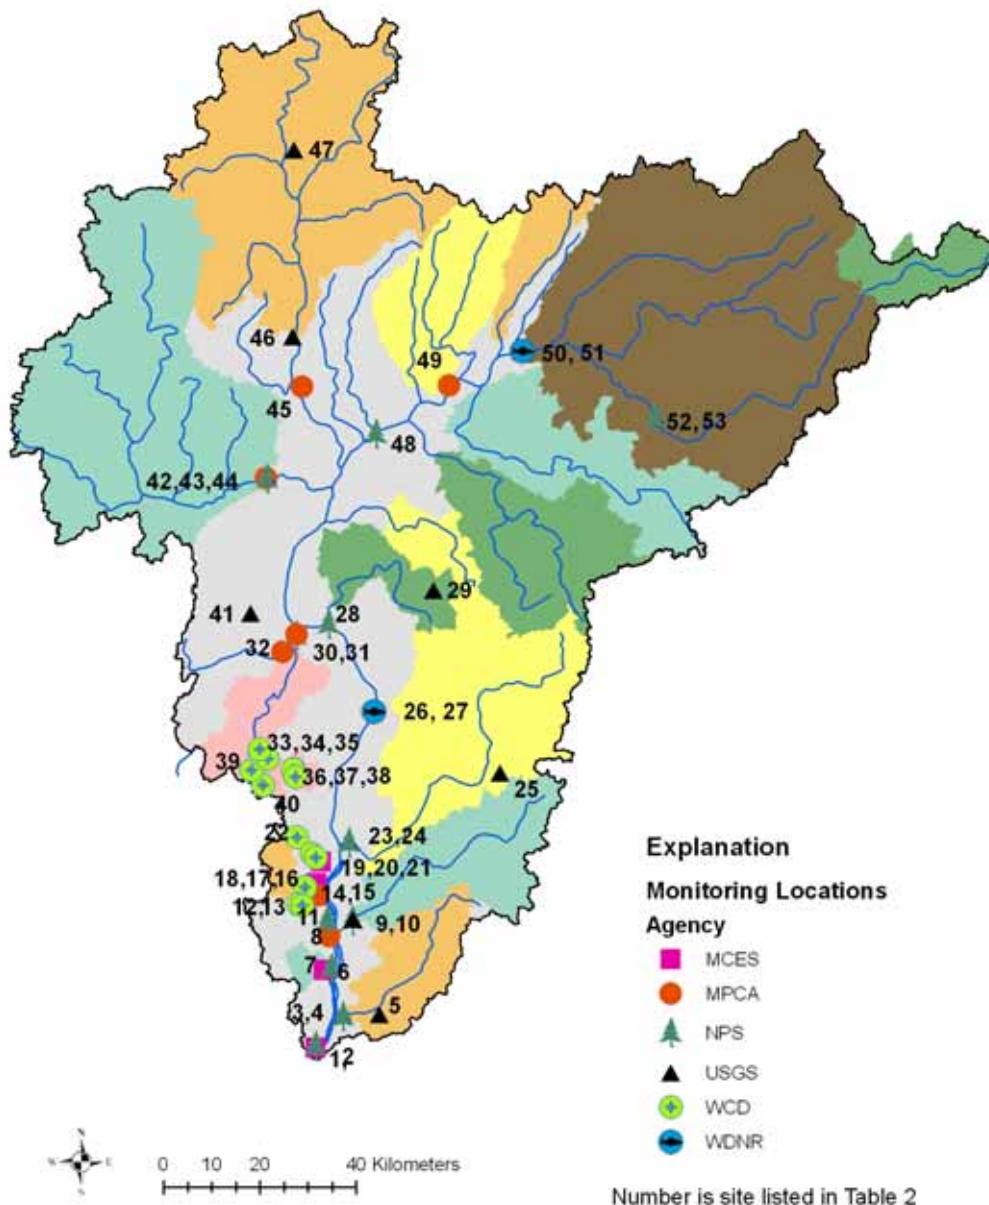 47
46
49
50, 51
45
48
52, 53
42,43,44
29
41
28
32
30,31
26, 27
33,34,35
39
36,37,38
25
40
22
23,24
19,20,21
18,17,16
14,15
12,13
11
9,10
8
7
6
3,4
5
1,2
Explanation
Monitoring Locations
Agency
MCES
MPCA
NPS
USGS
WCD
WDNR
N
W E
S
0 10 20 40 Kilometers
Number is site listed in Table 2